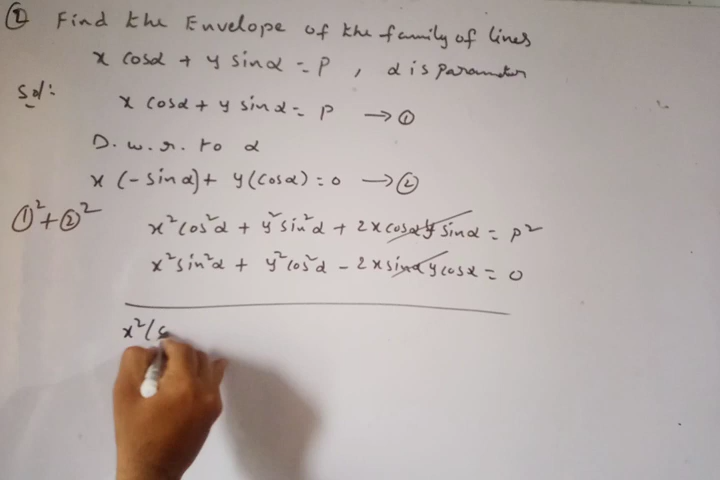 ② Find the Envelope of the family of lines
x cosα + y sinα = P , α is parameter
Sol:
x cosα + y sinα = P → ①
D. w. r. to α
x (-sinα) + y (cosα) = 0 → ②
①² + ②²
x² cos²α + y² sin²α + 2x cosα y sinα = P²
x² sin²α + y² cos²α - 2x sinα y cosα = 0
x² (s